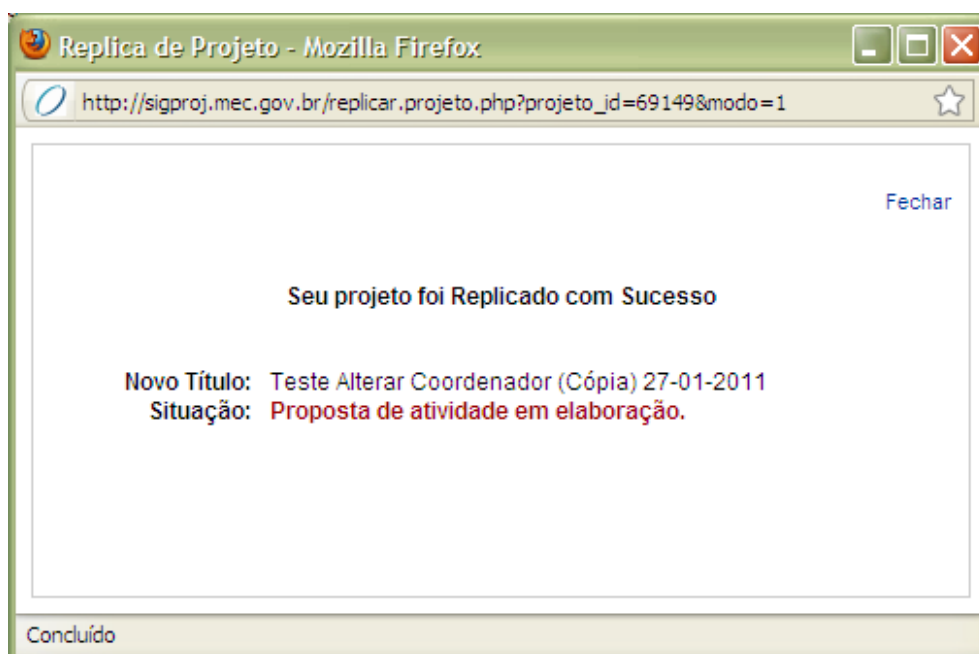 Replica de Projeto - Mozilla Firefox
http://sigproj.mec.gov.br/replicar.projeto.php?projeto_id=69149&modo=1
Fechar
Seu projeto foi Replicado com Sucesso
Novo Título: Teste Alterar Coordenador (Cópia) 27-01-2011
Situação: Proposta de atividade em elaboração.
Concluído